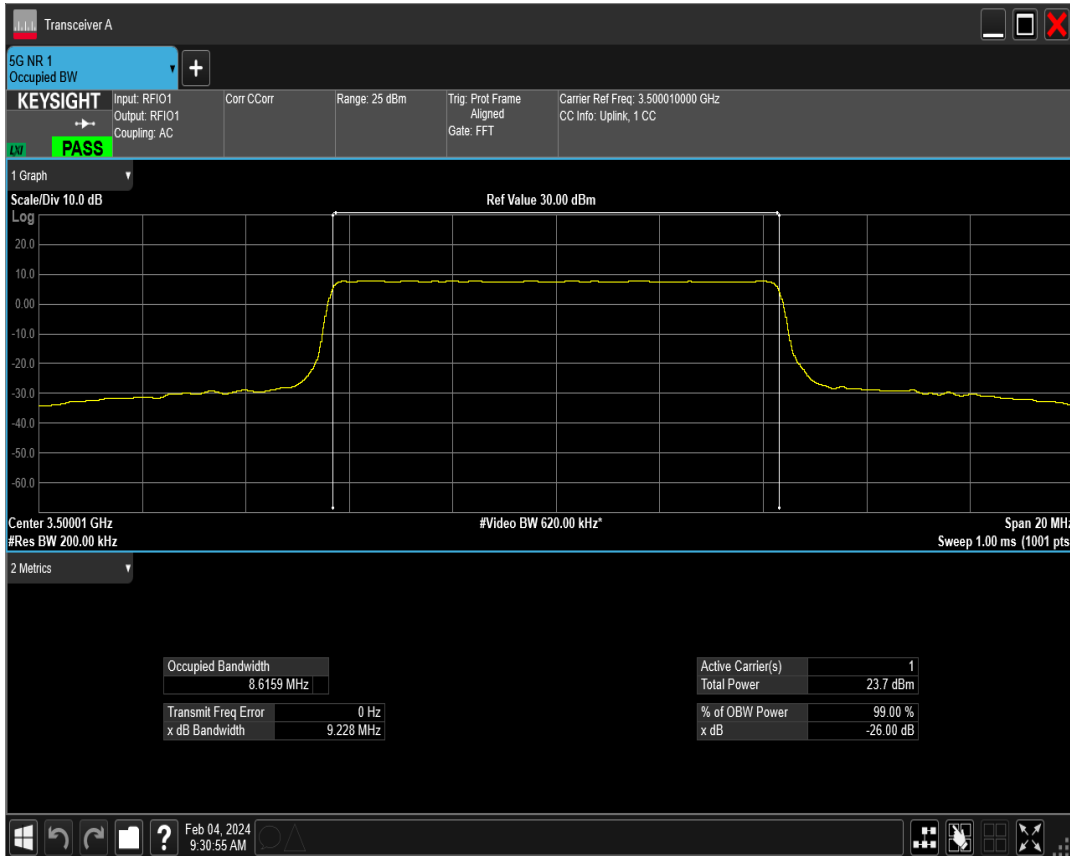 Transceiver A
5G NR 1
Occupied BW
+
KEYSIGHT
LXI
PASS
Input: RFIO1
Output: RFIO1
Coupling: AC
Corr CCorr
Range: 25 dBm
Trig: Prot Frame
Aligned
Gate: FFT
Carrier Ref Freq: 3.500010000 GHz
CC Info: Uplink, 1 CC
1 Graph
Scale/Div 10.0 dB
Ref Value 30.00 dBm
Log
20.0
10.0
0.00
-10.0
-20.0
-30.0
-40.0
-50.0
-60.0
Center 3.50001 GHz
#Video BW 620.00 kHz*
Span 20 MHz
#Res BW 200.00 kHz
Sweep 1.00 ms (1001 pts
2 Metrics
Occupied Bandwidth
8.6159 MHz
Transmit Freq Error 0 Hz
x dB Bandwidth 9.228 MHz
Active Carrier(s) 1
Total Power 23.7 dBm
% of OBW Power 99.00 %
x dB -26.00 dB
?
Feb 04, 2024
9:30:55 AM